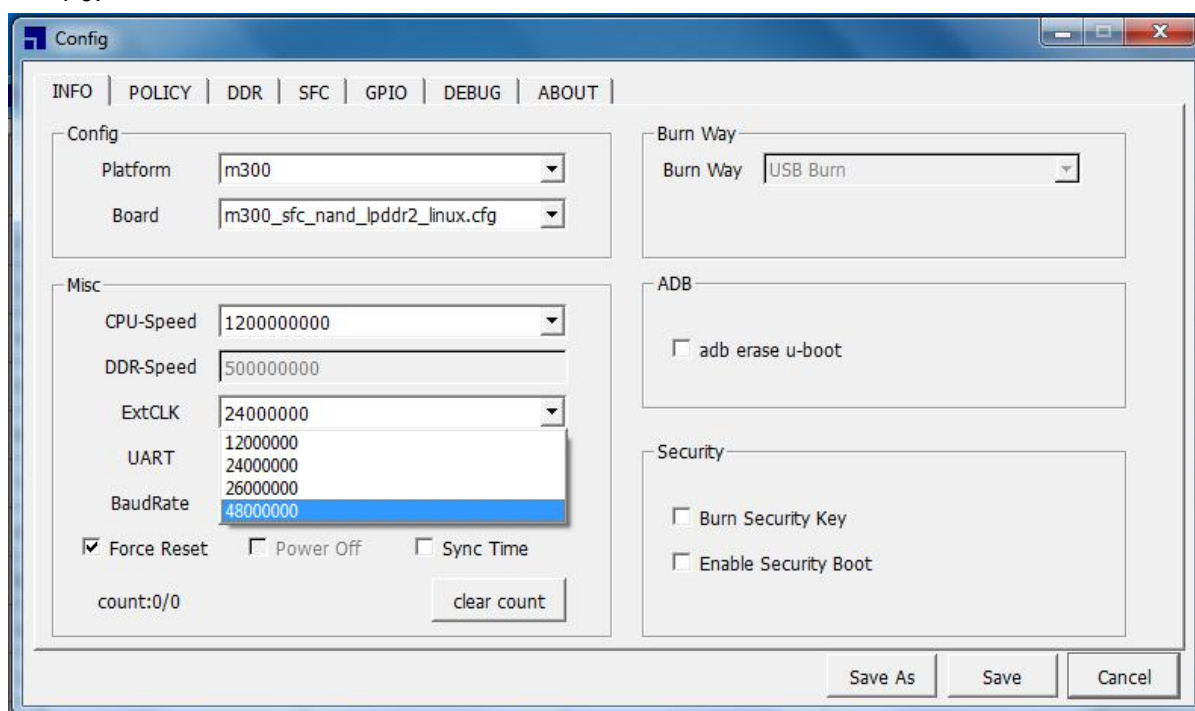 Config
INFO POLICY DDR SFC GPIO DEBUG ABOUT
Config
Platform m300
Board m300_sfc_nand_lpddr2_linux.cfg
Burn Way
Burn Way USB Burn
Misc
CPU-Speed 1200000000
DDR-Speed 500000000
ExtCLK 24000000
12000000
UART 24000000
26000000
BaudRate 48000000
Force Reset Power Off Sync Time
count:0/0 clear count
ADB
adb erase u-boot
Security
Burn Security Key
Enable Security Boot
Save As Save Cancel